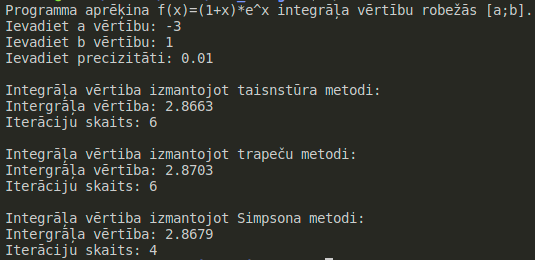 Programma aprēķina f(x)=(1+x)*e^x integrāļa vērtību robežās [a;b].
Ievadiet a vērtību: -3
Ievadiet b vērtību: 1
Ievadiet precizitāti: 0.01
Integrāļa vērtība izmantojot taisnstūra metodi:
Intergrāļa vērtība: 2.8663
Iterāciju skaits: 6
Integrāļa vērtība izmantojot trapeču metodi:
Intergrāļa vērtība: 2.8703
Iterāciju skaits: 6
Integrāļa vērtiba izmantojot Simpsona metodi:
Intergrāļa vērtība: 2.8679
Iterāciju skaits: 4